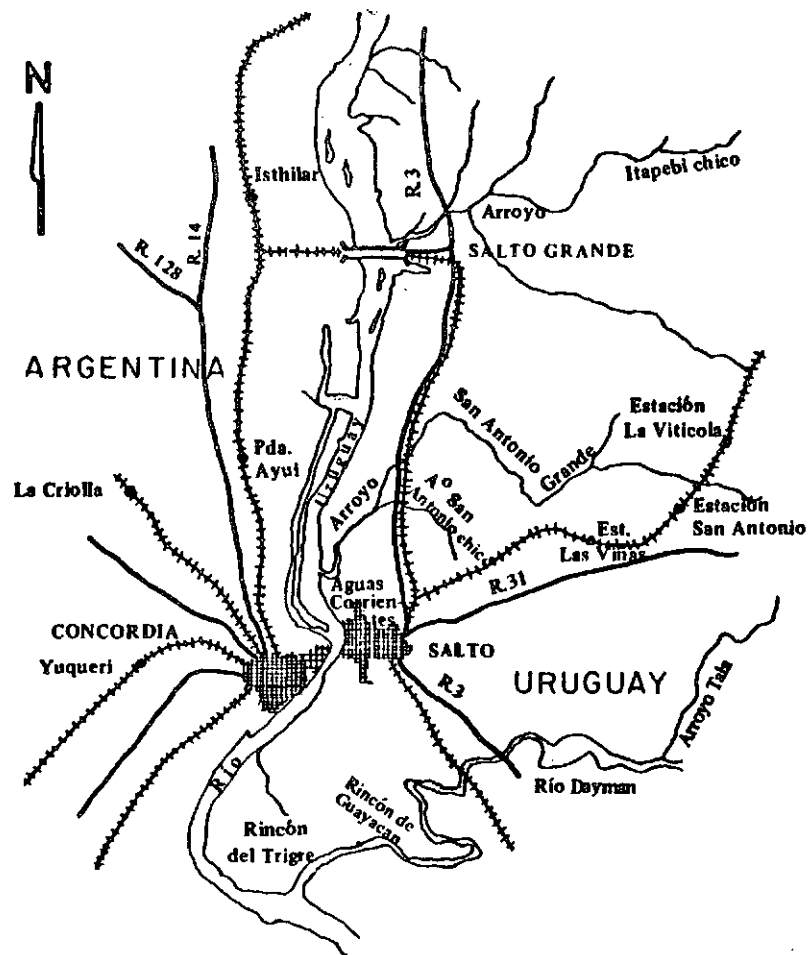 N
Isthilar
R. 3
Itapebi chico
Arroyo
R. 14
R. 128
SALTO GRANDE
ARGENTINA
Uruguay
San Antonio
Grande
Estación
La Viticola
Pda.
Ayui
La Criolla
Arroyo
Aº San
Antonio chico
Estación
San Antonio
Est.
Las Vinas
R. 31
Aguas
Corrien-
tes
CONCORDIA
Yuqueri
SALTO
R. 3
URUGUAY
Arroyo Tala
Río
Río Dayman
Rincón de
Guayacan
Rincón
del Trigre